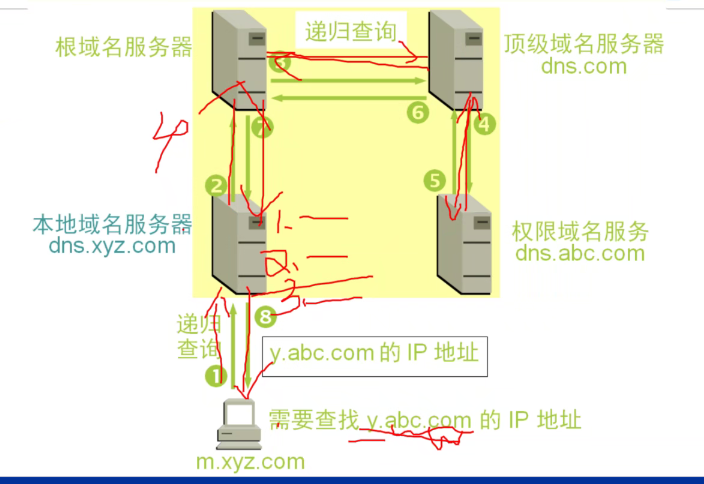 递归查询
根域名服务器
顶级域名服务器
dns.com
3
6
4
7
2
5
本地域名服务器
dns.xyz.com
1.
2.
3.
权限域名服务
dns.abc.com
8
递归
查询
1
y.abc.com 的 IP 地址
需要查找 y.abc.com 的 IP 地址
m.xyz.com